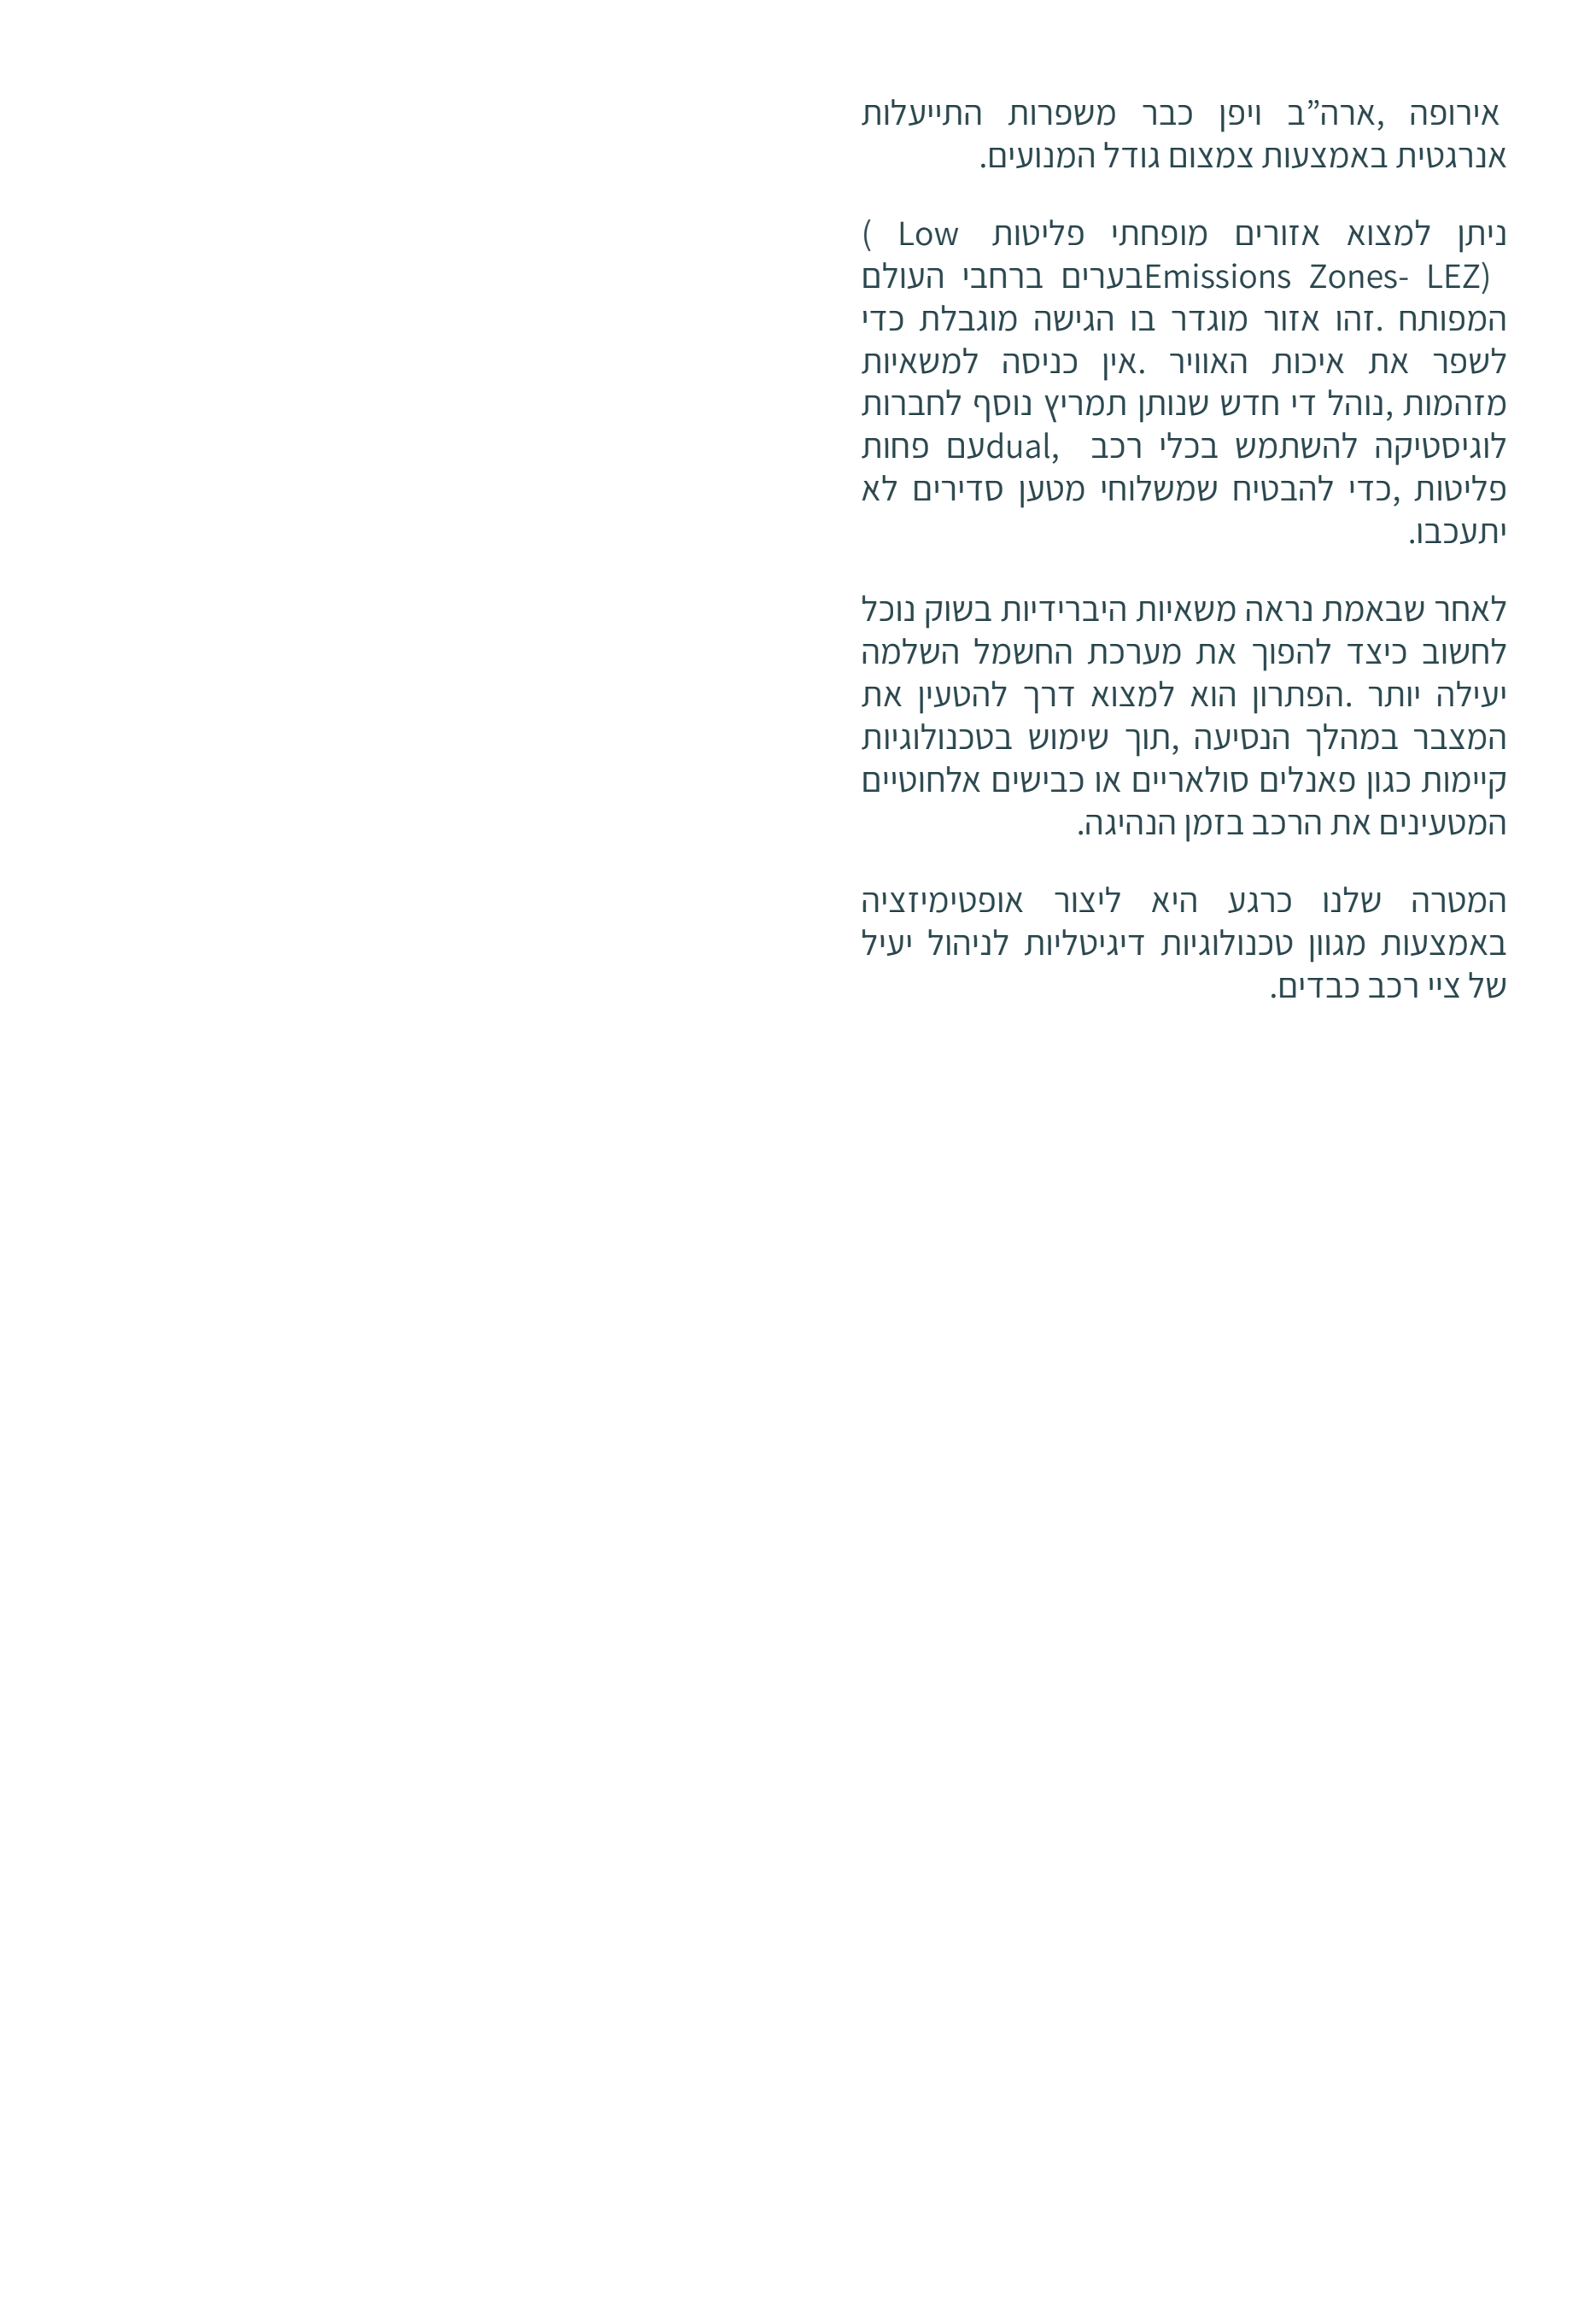 אירופה ,ארה”ב ויפן כבר משפרות התייעלות
אנרגטית באמצעות צמצום גודל המנועים.
ניתן למצוא אזורים מופחתי פליטות Low (
Emissions Zones- LEZ)בערים ברחבי העולם
המפותח .זהו אזור מוגדר בו הגישה מוגבלת כדי
לשפר את איכות האוויר .אין כניסה למשאיות
מזהמות ,נוהל די חדש שנותן תמריץ נוסף לחברות
לוגיסטיקה להשתמש בכלי רכב dual,עם פחות
פליטות ,כדי להבטיח שמשלוחי מטען סדירים לא
יתעכבו.
לאחר שבאמת נראה משאיות היברידיות בשוק נוכל
לחשוב כיצד להפוך את מערכת החשמל השלמה
יעילה יותר .הפתרון הוא למצוא דרך להטעין את
המצבר במהלך הנסיעה ,תוך שימוש בטכנולוגיות
קיימות כגון פאנלים סולאריים או כבישים אלחוטיים
המטעינים את הרכב בזמן הנהיגה.
המטרה שלנו כרגע היא ליצור אופטימיזציה
באמצעות מגוון טכנולוגיות דיגיטליות לניהול יעיל
של ציי רכב כבדים.